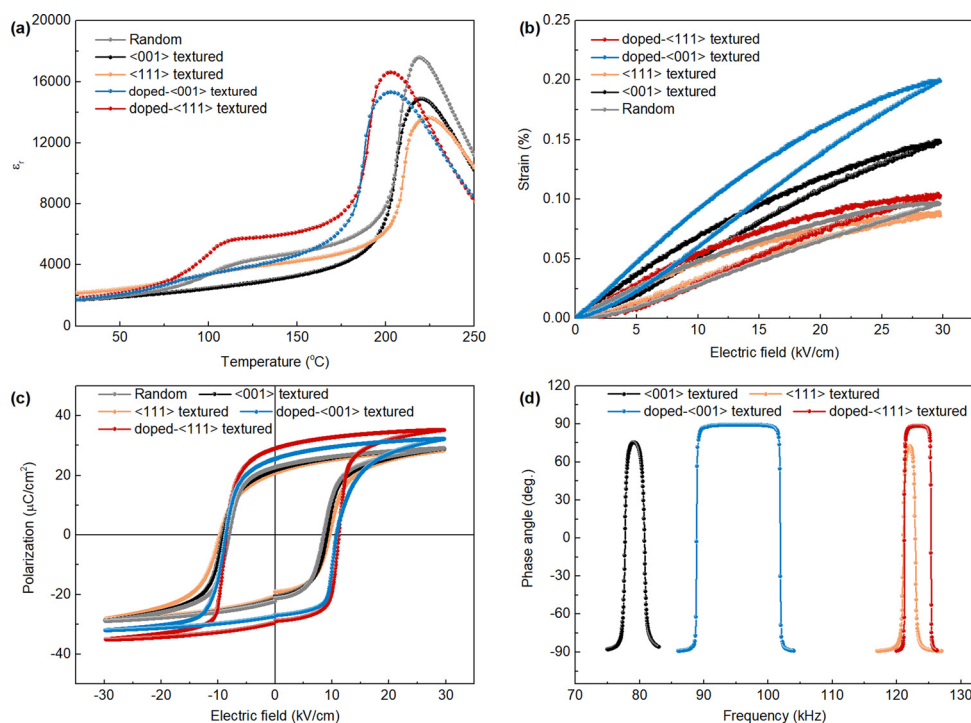 (a)
20000
16000
12000
8000
4000
0
εr
Random
<001> textured
<111> textured
doped-<001> textured
doped-<111> textured
50
100
150
200
250
Temperature (°C)
(b)
0.20
0.15
0.10
0.05
0.00
Strain (%)
doped-<111> textured
doped-<001> textured
<111> textured
<001> textured
Random
0
5
10
15
20
25
30
Electric field (kV/cm)
(c)
40
20
0
-20
-40
Polarization (μC/cm²)
Random
<001> textured
<111> textured
doped-<001> textured
doped-<111> textured
-30
-20
-10
0
10
20
30
Electric field (kV/cm)
(d)
120
90
60
30
0
-30
-60
-90
Phase angle (deg.)
<001> textured
<111> textured
doped-<001> textured
doped-<111> textured
70
80
90
100
110
120
130
Frequency (kHz)